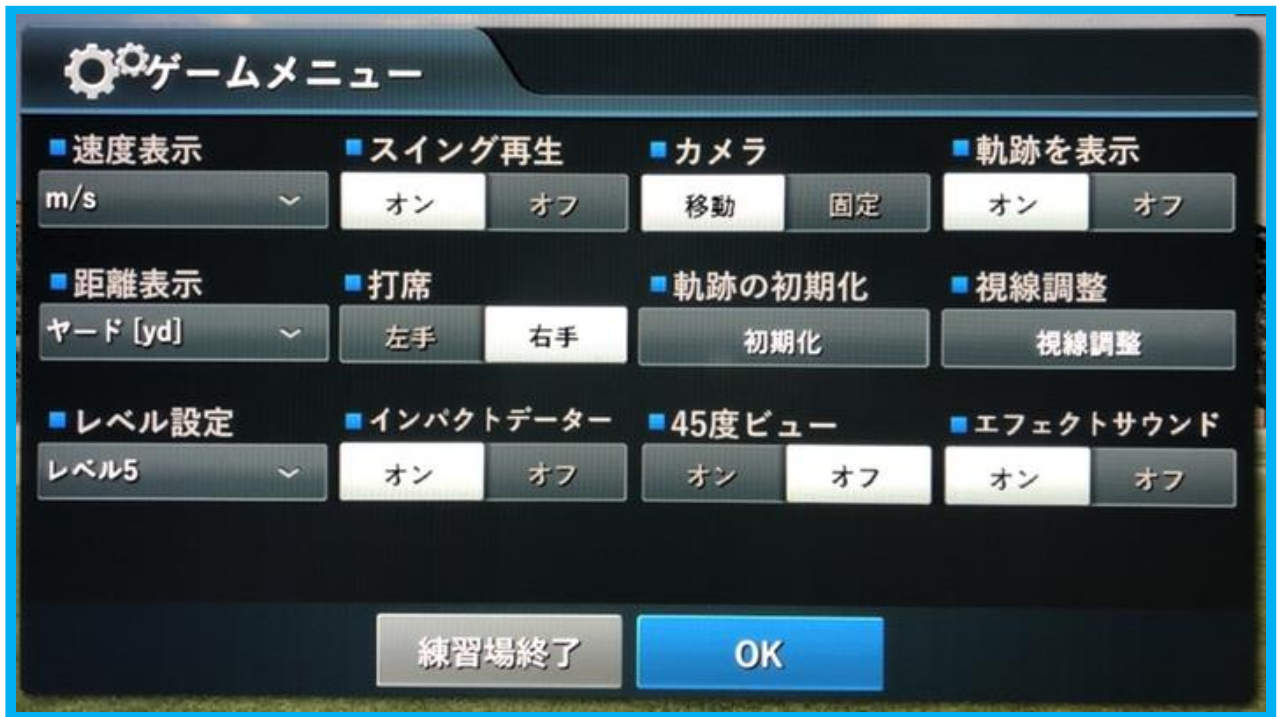 ゲームメニュー
速度表示 スイング再生 カメラ 軌跡を表示
m/s オン オフ 移動 固定 オン オフ
距離表示 打席 軌跡の初期化 視線調整
ヤード [yd] 左手 右手 初期化 視線調整
レベル設定 インパクトデーター 45度ビュー エフェクトサウンド
レベル5 オン オフ オン オフ オン オフ
練習場終了 OK